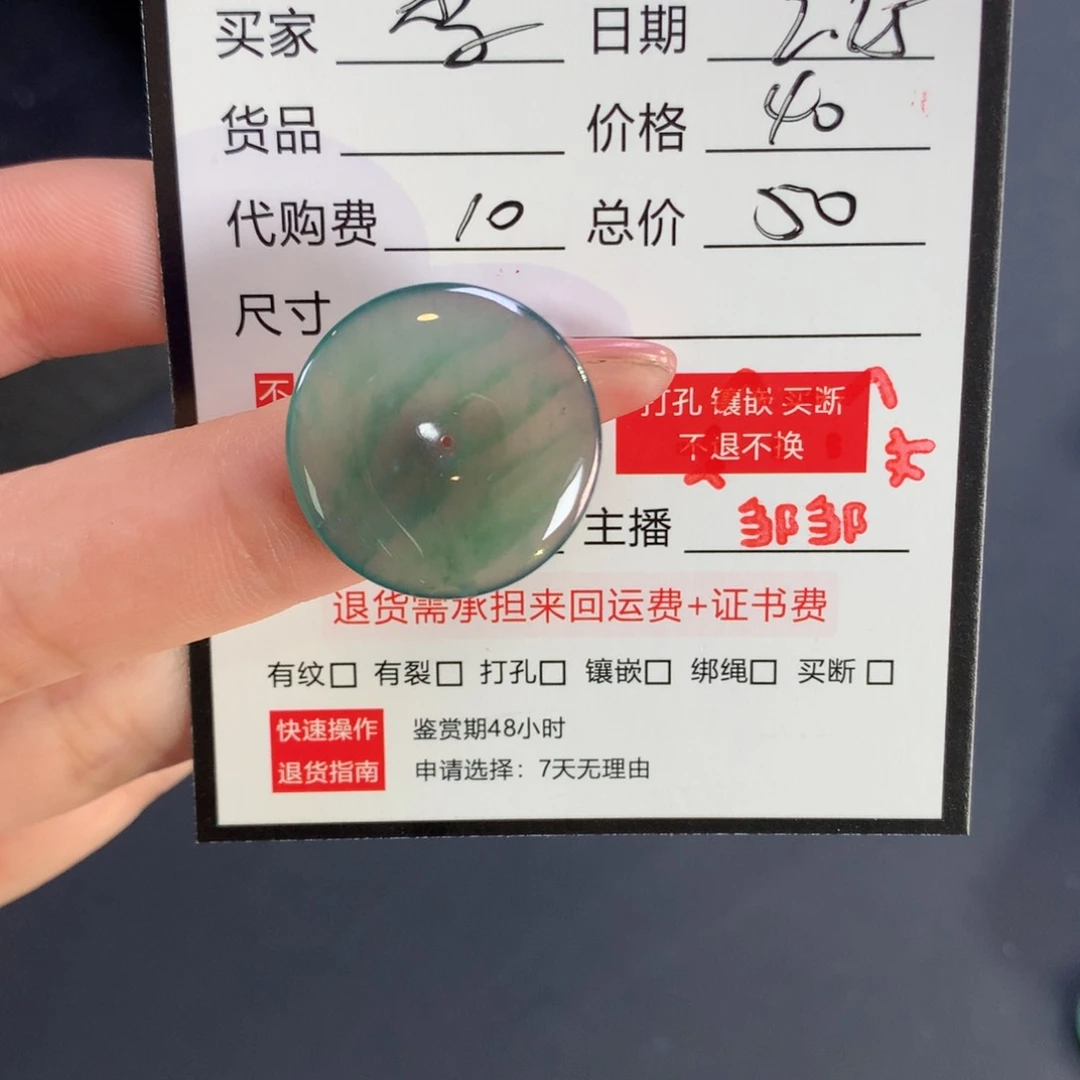 买家 日期
货品 价格 40
代购费 10 总价 50
尺寸
不
打孔 镶嵌 买断
不退不换
主播 邹邹
退货需承担来回运费+证书费
有纹□ 有裂□ 打孔□ 镶嵌□ 绑绳□ 买断□
快速操作 鉴赏期48小时
退货指南 申请选择：7天无理由